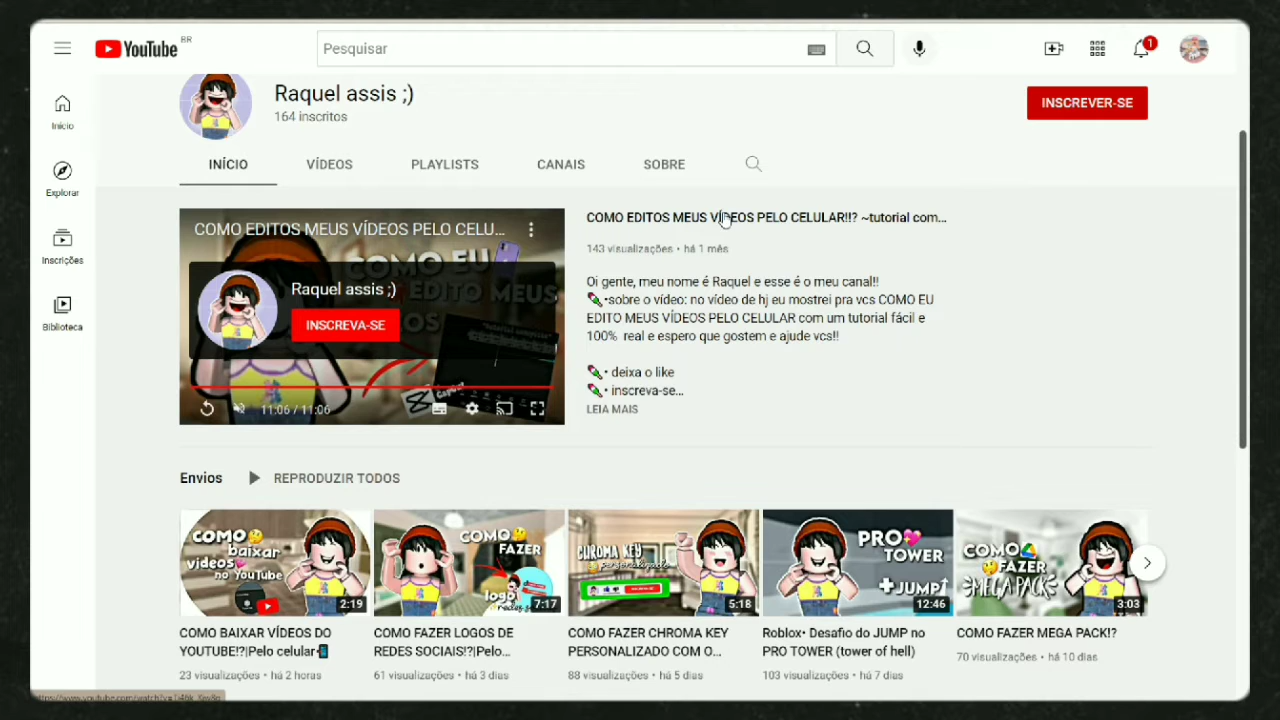 YouTube BR
Pesquisar
1
Início
Explorar
Inscrições
Biblioteca
Raquel assis ;)
164 inscritos
INSCREVER-SE
INÍCIO VÍDEOS PLAYLISTS CANAIS SOBRE
COMO EDITOS MEUS VÍDEOS PELO CELU...
COMO EU
EDITO MEUS
Raquel assis ;)
INSCREVA-SE
11:06 / 11:06
COMO EDITOS MEUS VÍDEOS PELO CELULAR!!? ~tutorial com...
143 visualizações • há 1 mês
Oi gente, meu nome é Raquel e esse é o meu canal!!
•sobre o vídeo: no vídeo de hj eu mostrei pra vcs COMO EU
EDITO MEUS VÍDEOS PELO CELULAR com um tutorial fácil e
100% real e espero que gostem e ajude vcs!!
• deixa o like
• inscreva-se...
LEIA MAIS
Envios REPRODUZIR TODOS
COMO
baixar
videos
no YouTube
2:19
COMO BAIXAR VÍDEOS DO
YOUTUBE!?|Pelo celular
23 visualizações • há 2 horas
COMO
FAZER
logo
7:17
COMO FAZER LOGOS DE
REDES SOCIAIS!?|Pelo...
61 visualizações • há 3 dias
CHROMA KEY
personalizado
5:18
COMO FAZER CHROMA KEY
PERSONALIZADO COM O...
88 visualizações • há 5 dias
PRO
TOWER
+JUMP
12:46
Roblox• Desafio do JUMP no
PRO TOWER (tower of hell)
103 visualizações • há 7 dias
COMO
FAZER
MEGA PACK
3:03
COMO FAZER MEGA PACK!?
70 visualizações • há 10 dias